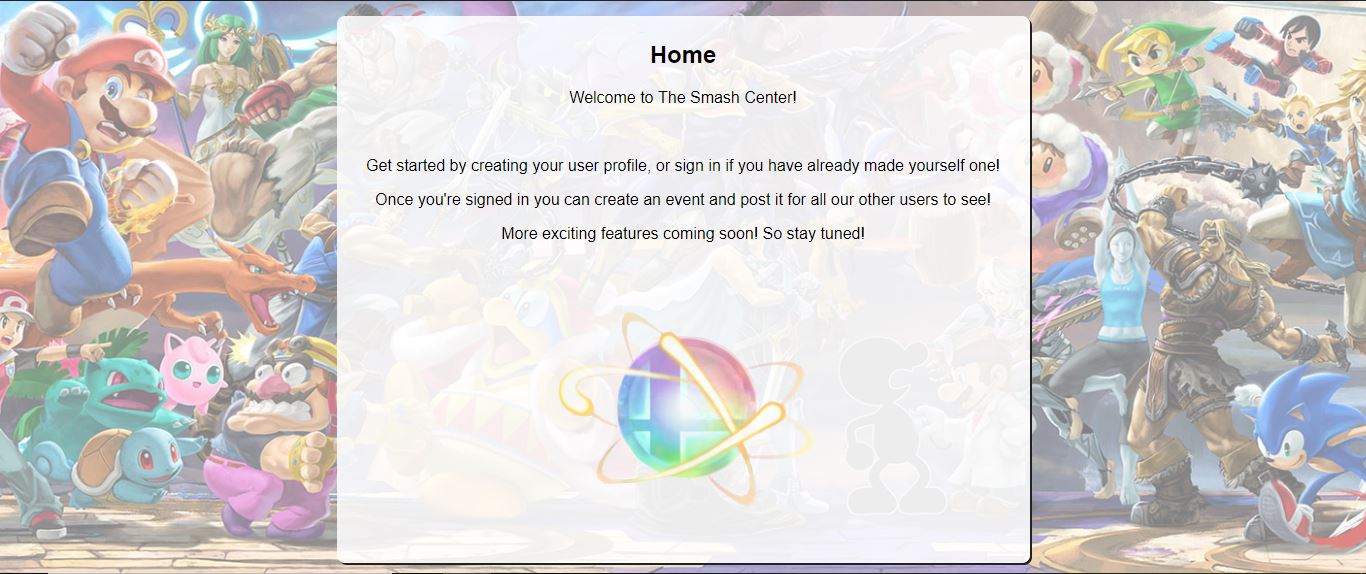 Home
Welcome to The Smash Center!
Get started by creating your user profile, or sign in if you have already made yourself one!
Once you're signed in you can create an event and post it for all our other users to see!
More exciting features coming soon! So stay tuned!